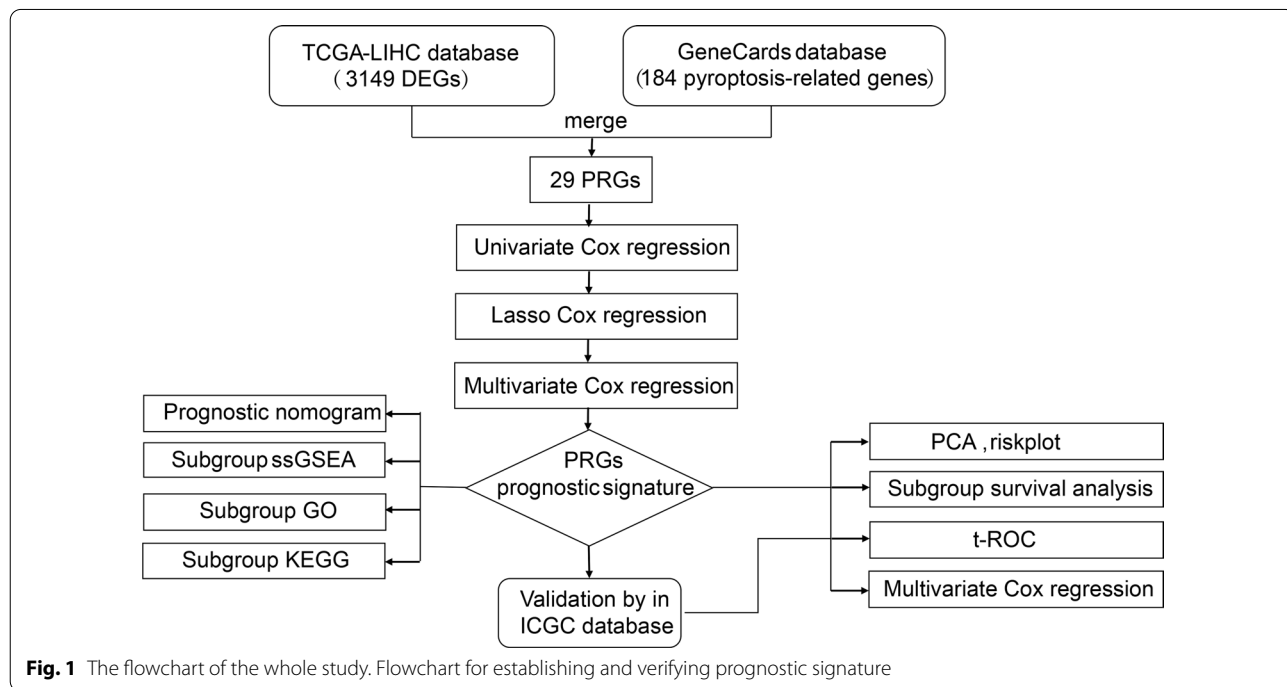 TCGA-LIHC database
( 3149 DEGs)
GeneCards database
(184 pyroptosis-related genes)
merge
29 PRGs
Univariate Cox regression
Lasso Cox regression
Multivariate Cox regression
PRGs
prognostic signature
Prognostic nomogram
Subgroup ssGSEA
Subgroup GO
Subgroup KEGG
PCA , riskplot
Subgroup survival analysis
t-ROC
Multivariate Cox regression
Validation by in
ICGC database
Fig. 1 The flowchart of the whole study. Flowchart for establishing and verifying prognostic signature